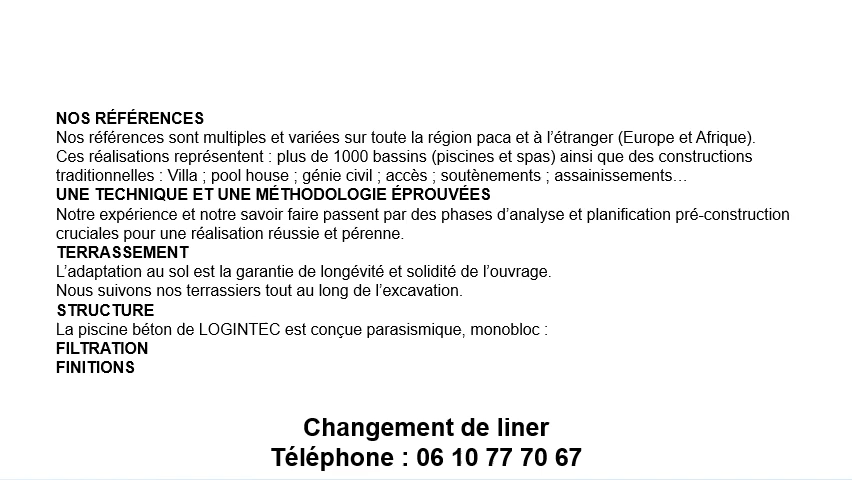 NOS RÉFÉRENCES
Nos références sont multiples et variées sur toute la région paca et à l’étranger (Europe et Afrique).
Ces réalisations représentent : plus de 1000 bassins (piscines et spas) ainsi que des constructions
traditionnelles : Villa ; pool house ; génie civil ; accès ; soutènements ; assainissements…
UNE TECHNIQUE ET UNE MÉTHODOLOGIE ÉPROUVÉES
Notre expérience et notre savoir faire passent par des phases d’analyse et planification pré-construction
cruciales pour une réalisation réussie et pérenne.
TERRASSEMENT
L’adaptation au sol est la garantie de longévité et solidité de l’ouvrage.
Nous suivons nos terrassiers tout au long de l’excavation.
STRUCTURE
La piscine béton de LOGINTEC est conçue parasismique, monobloc :
FILTRATION
FINITIONS
Changement de liner
Téléphone : 06 10 77 70 67